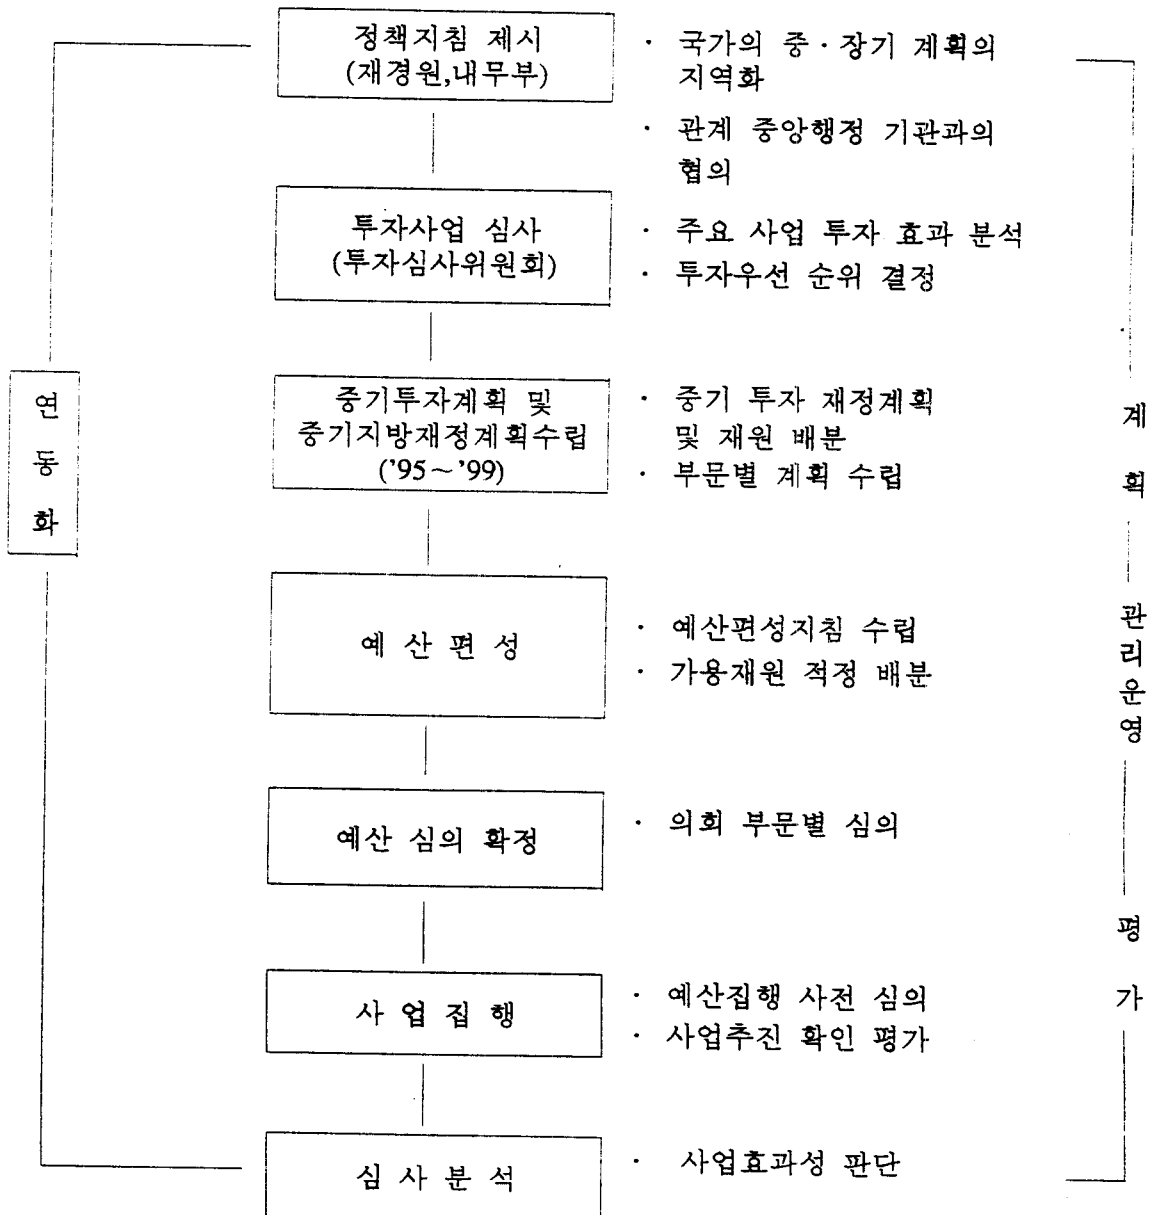 정책지침 제시
(재경원,내무부)
· 국가의 중·장기 계획의
지역화
· 관계 중앙행정 기관과의
협의
투자사업 심사
(투자심사위원회)
· 주요 사업 투자 효과 분석
· 투자우선 순위 결정
연
동
화
중기투자계획 및
중기지방재정계획수립
('95~'99)
· 중기 투자 재정계획
및 재원 배분
· 부문별 계획 수립
계
획
예 산 편 성
· 예산편성지침 수립
· 가용재원 적정 배분
관
리
운
영
예산 심의 확정
· 의회 부문별 심의
평
가
사 업 집 행
· 예산집행 사전 심의
· 사업추진 확인 평가
심 사 분 석
· 사업효과성 판단